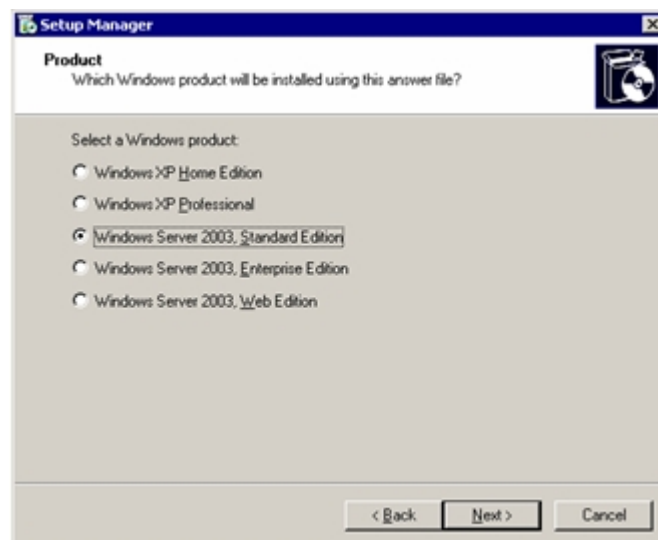 Setup Manager
Product
Which Windows product will be installed using this answer file?
Select a Windows product:
Windows XP Home Edition
Windows XP Professional
Windows Server 2003, Standard Edition
Windows Server 2003, Enterprise Edition
Windows Server 2003, Web Edition
< Back
Next >
Cancel